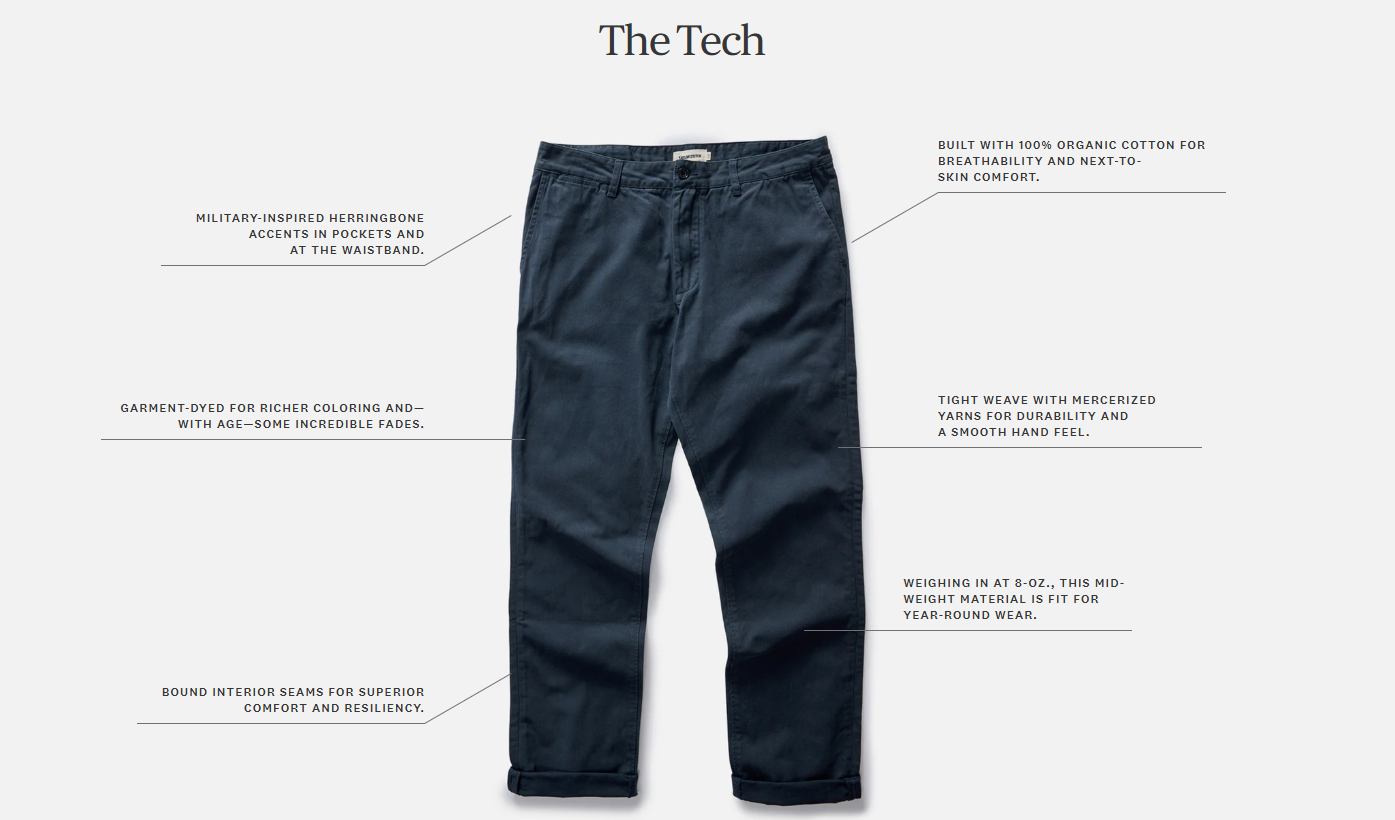 The Tech
BUILT WITH 100% ORGANIC COTTON FOR
BREATHABILITY AND NEXT-TO-
SKIN COMFORT.
MILITARY-INSPIRED HERRINGBONE
ACCENTS IN POCKETS AND
AT THE WAISTBAND.
GARMENT-DYED FOR RICHER COLORING AND—
WITH AGE—SOME INCREDIBLE FADES.
TIGHT WEAVE WITH MERCERIZED
YARNS FOR DURABILITY AND
A SMOOTH HAND FEEL.
WEIGHING IN AT 8-OZ., THIS MID-
WEIGHT MATERIAL IS FIT FOR
YEAR-ROUND WEAR.
BOUND INTERIOR SEAMS FOR SUPERIOR
COMFORT AND RESILIENCY.